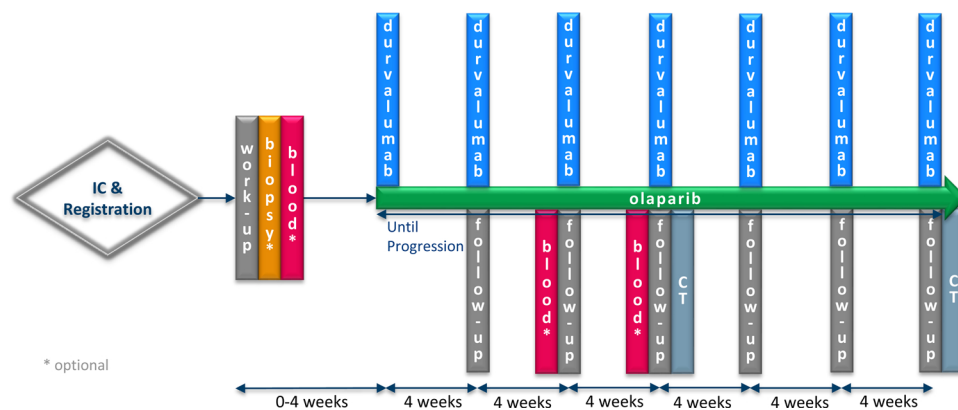 durvalumab
durvalumab
durvalumab
durvalumab
durvalumab
durvalumab
durvalumab
IC &
Registration
work-up
biopsy*
blood*
olaparib
Until
Progression
follow-up
blood*
follow-up
blood*
follow-up
CT
follow-up
follow-up
follow-up
CT
* optional
0-4 weeks
4 weeks
4 weeks
4 weeks
4 weeks
4 weeks
4 weeks